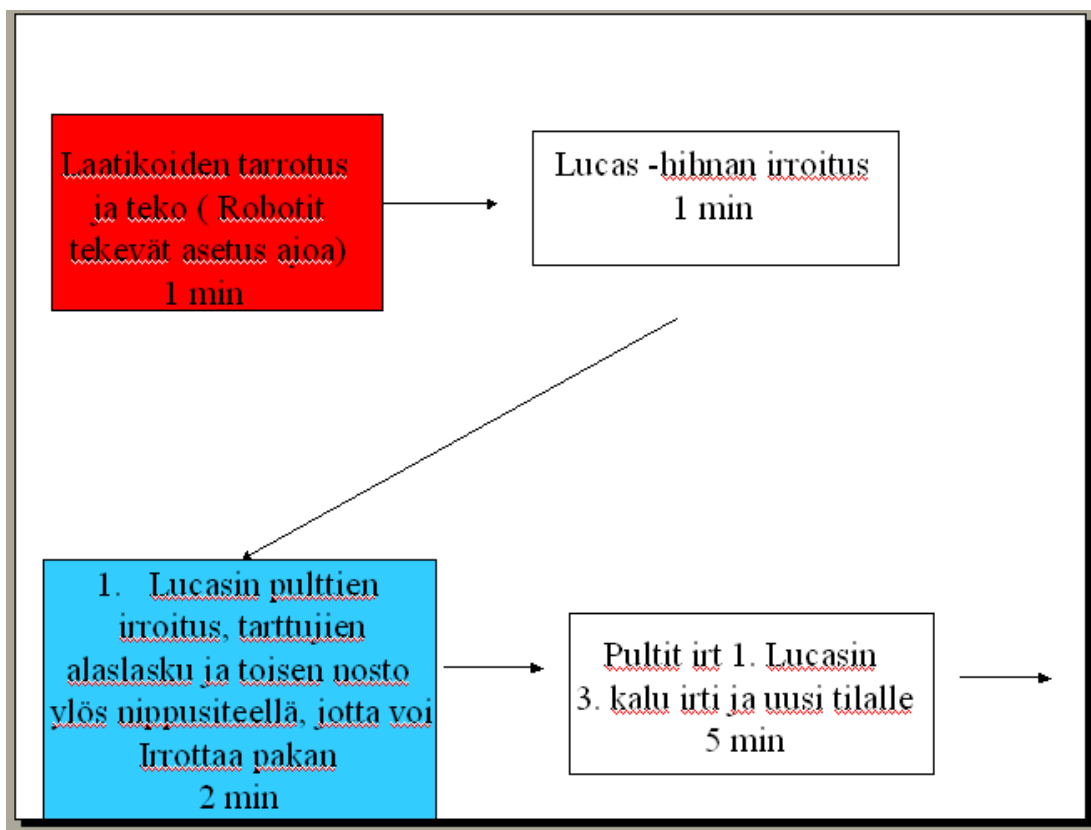 Laatikoiden tarrotus
ja teko ( Robotit
tekevät asetus ajoa)
1 min
Lucas -hihnan irroitus
1 min
1. Lucasin pulttien
irroitus, tarttujien
alaslasku ja toisen nosto
ylös nippusiteellä, jotta voi
Irrottaa pakan
2 min
Pultit irt 1. Lucasin
3. kalu irti ja uusi tilalle
5 min